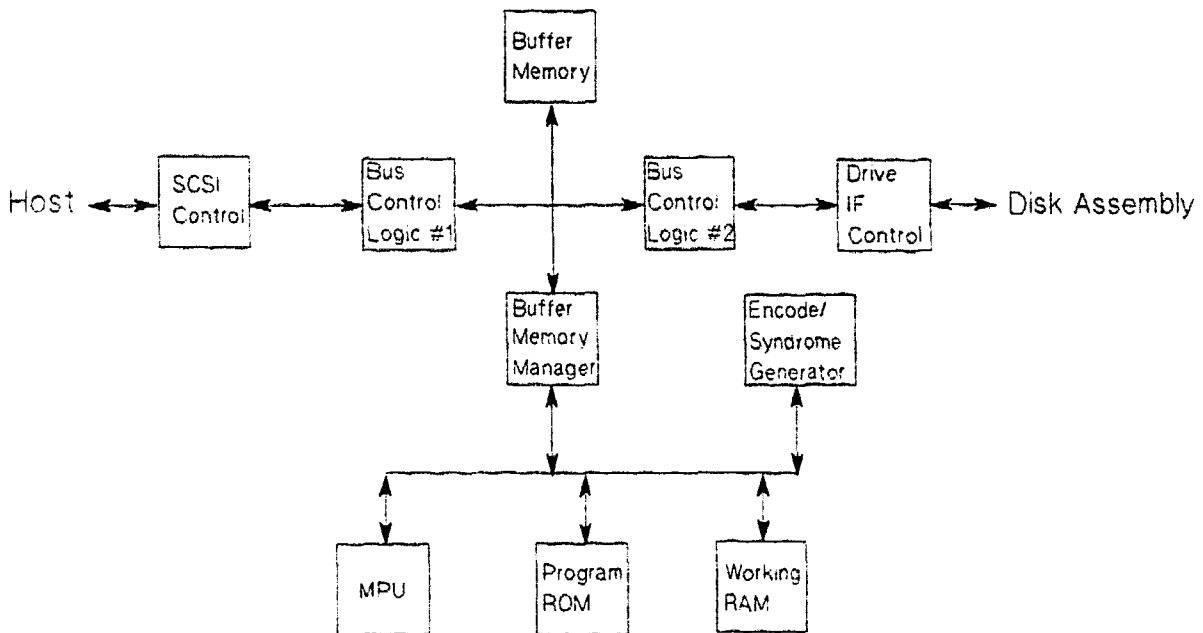 Buffer
Memory
Host
SCSI
Control
Bus
Control
Logic #1
Bus
Control
Logic #2
Drive
IF
Control
Disk Assembly
Buffer
Memory
Manager
Encode/
Syndrome
Generator
MPU
Program
ROM
Working
RAM